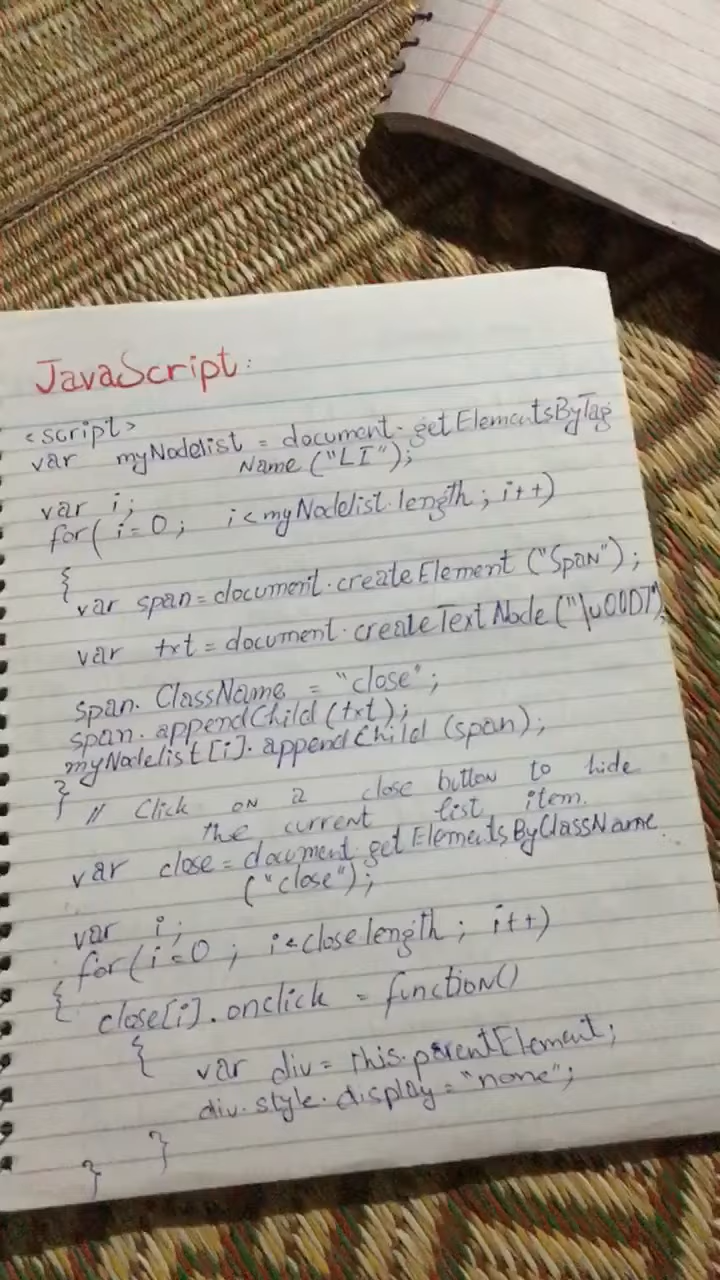 JavaScript:
<script>
var myNodelist = document.getElementsByTag
Name ("LI");
var i;
for( i=0; i<myNodelist.length; i++)
{
var span=document.createElement ("Span");
var txt = document.createTextNode("\u00D7");
span.ClassName = "close";
span.appendChild(txt);
myNodelist[i].appendChild (span);
} // Click on a close button to hide
the current list item.
var close = document.getElementsByClassName
("close");
var i;
for(i=0; i<close.length; i++)
{ close[i].onclick = function()
{ var div= this.parentElement;
div.style.display="none";
}
}